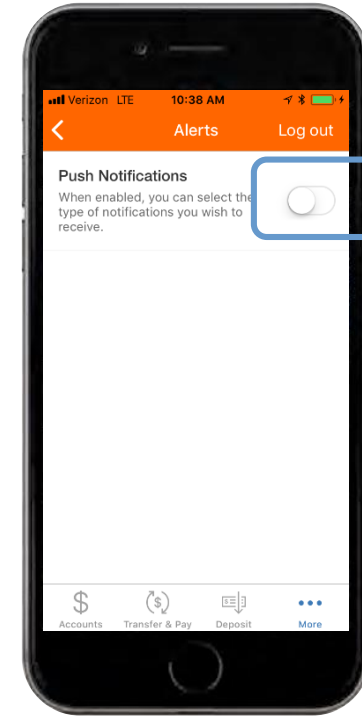 Verizon LTE 10:38 AM
Alerts Log out
Push Notifications
When enabled, you can select the
type of notifications you wish to
receive.
$
Accounts Transfer & Pay Deposit More